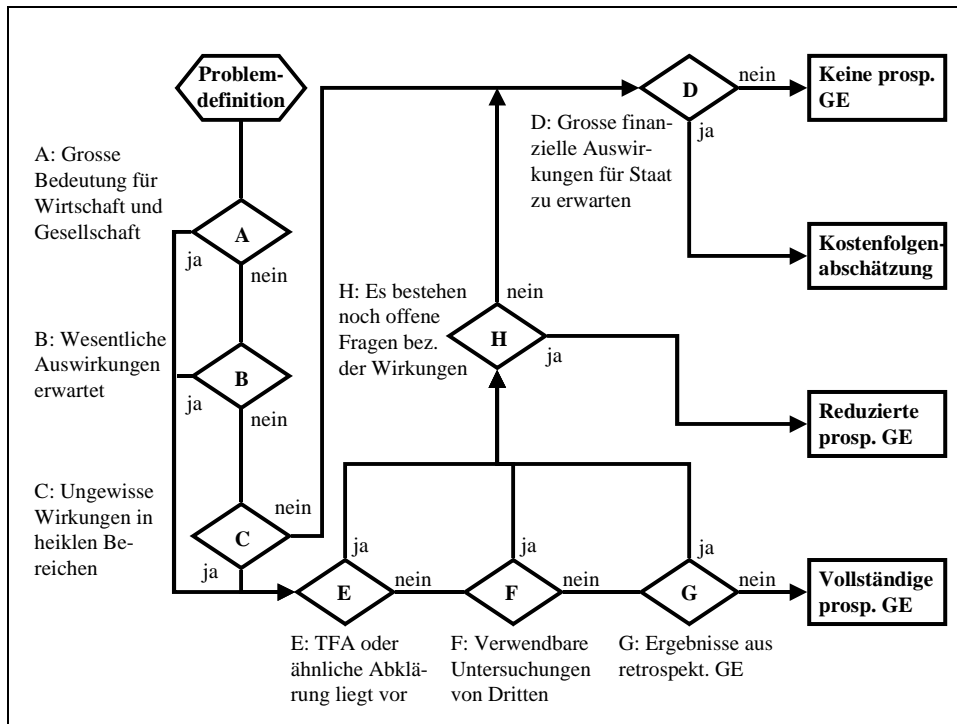 Problem-
definition
D
nein
ja
Keine prosp.
GE
D: Grosse finan-
zielle Auswir-
kungen für Staat
zu erwarten
A: Grosse
Bedeutung für
Wirtschaft und
Gesellschaft
A
ja
nein
Kostenfolgen-
abschätzung
H: Es bestehen
noch offene
Fragen bez.
der Wirkungen
nein
H
ja
B: Wesentliche
Auswirkungen
erwartet
B
ja
nein
Reduzierte
prosp. GE
C: Ungewisse
Wirkungen in
heiklen Be-
reichen
nein
C
ja
ja
E
nein
ja
F
nein
ja
G
nein
Vollständige
prosp. GE
E: TFA oder
ähnliche Abklä-
rung liegt vor
F: Verwendbare
Untersuchungen
von Dritten
G: Ergebnisse aus
retrospekt. GE